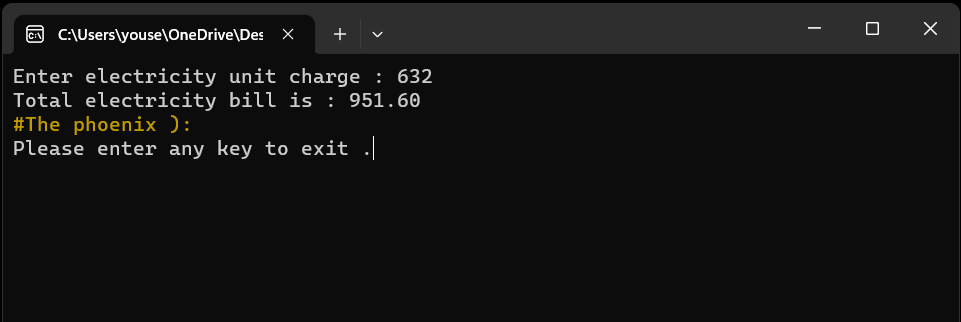 C:\Users\youse\OneDrive\Des
Enter electricity unit charge : 632
Total electricity bill is : 951.60
#The phoenix ):
Please enter any key to exit .